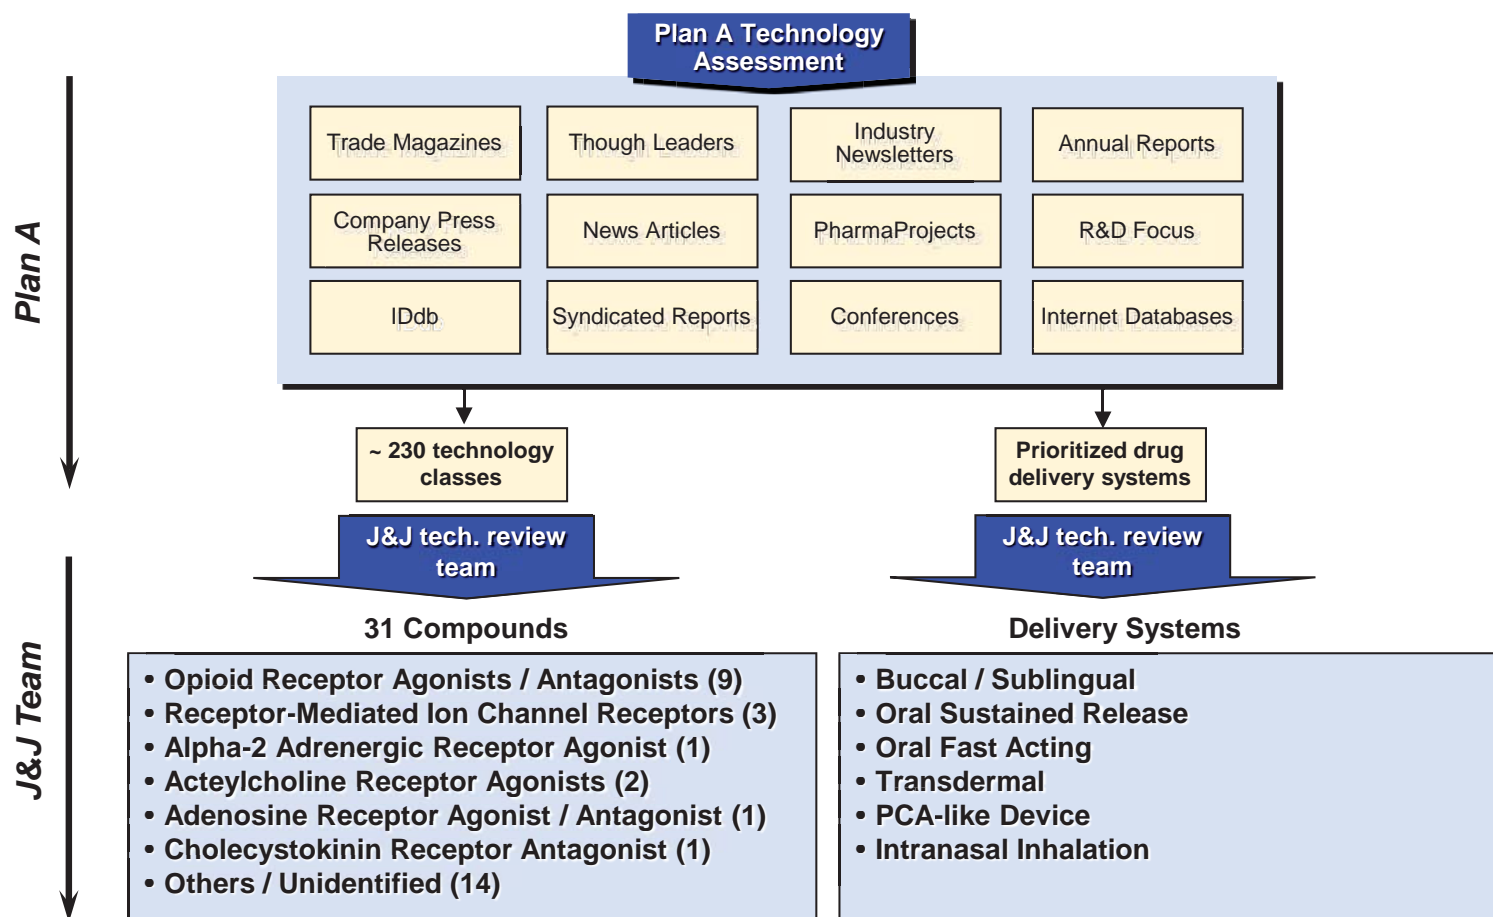 Plan A Technology
Assessment
Trade Magazines
Though Leaders
Industry
Newsletters
Annual Reports
Company Press
Releases
News Articles
PharmaProjects
R&D Focus
IDdb
Syndicated Reports
Conferences
Internet Databases
Plan A
~ 230 technology
classes
Prioritized drug
delivery systems
J&J tech. review
team
J&J tech. review
team
J&J Team
31 Compounds
• Opioid Receptor Agonists / Antagonists (9)
• Receptor-Mediated Ion Channel Receptors (3)
• Alpha-2 Adrenergic Receptor Agonist (1)
• Acteylcholine Receptor Agonists (2)
• Adenosine Receptor Agonist / Antagonist (1)
• Cholecystokinin Receptor Antagonist (1)
• Others / Unidentified (14)
Delivery Systems
• Buccal / Sublingual
• Oral Sustained Release
• Oral Fast Acting
• Transdermal
• PCA-like Device
• Intranasal Inhalation